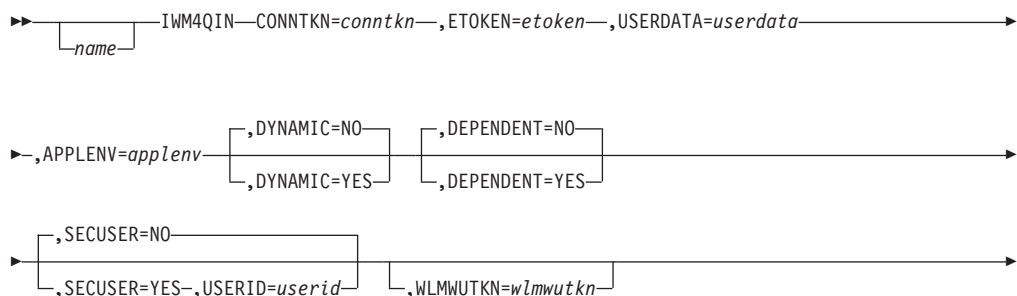 IWM4QIN CONNTKN=conntkn ,ETOKEN=etoken ,USERDATA=userdata
name
,DYNAMIC=NO ,DEPENDENT=NO
,APPLENV=applenv
,DYNAMIC=YES ,DEPENDENT=YES
,SECUSER=NO
,SECUSER=YES ,USERID=userid ,WLMWUTKN=wlmwutkn